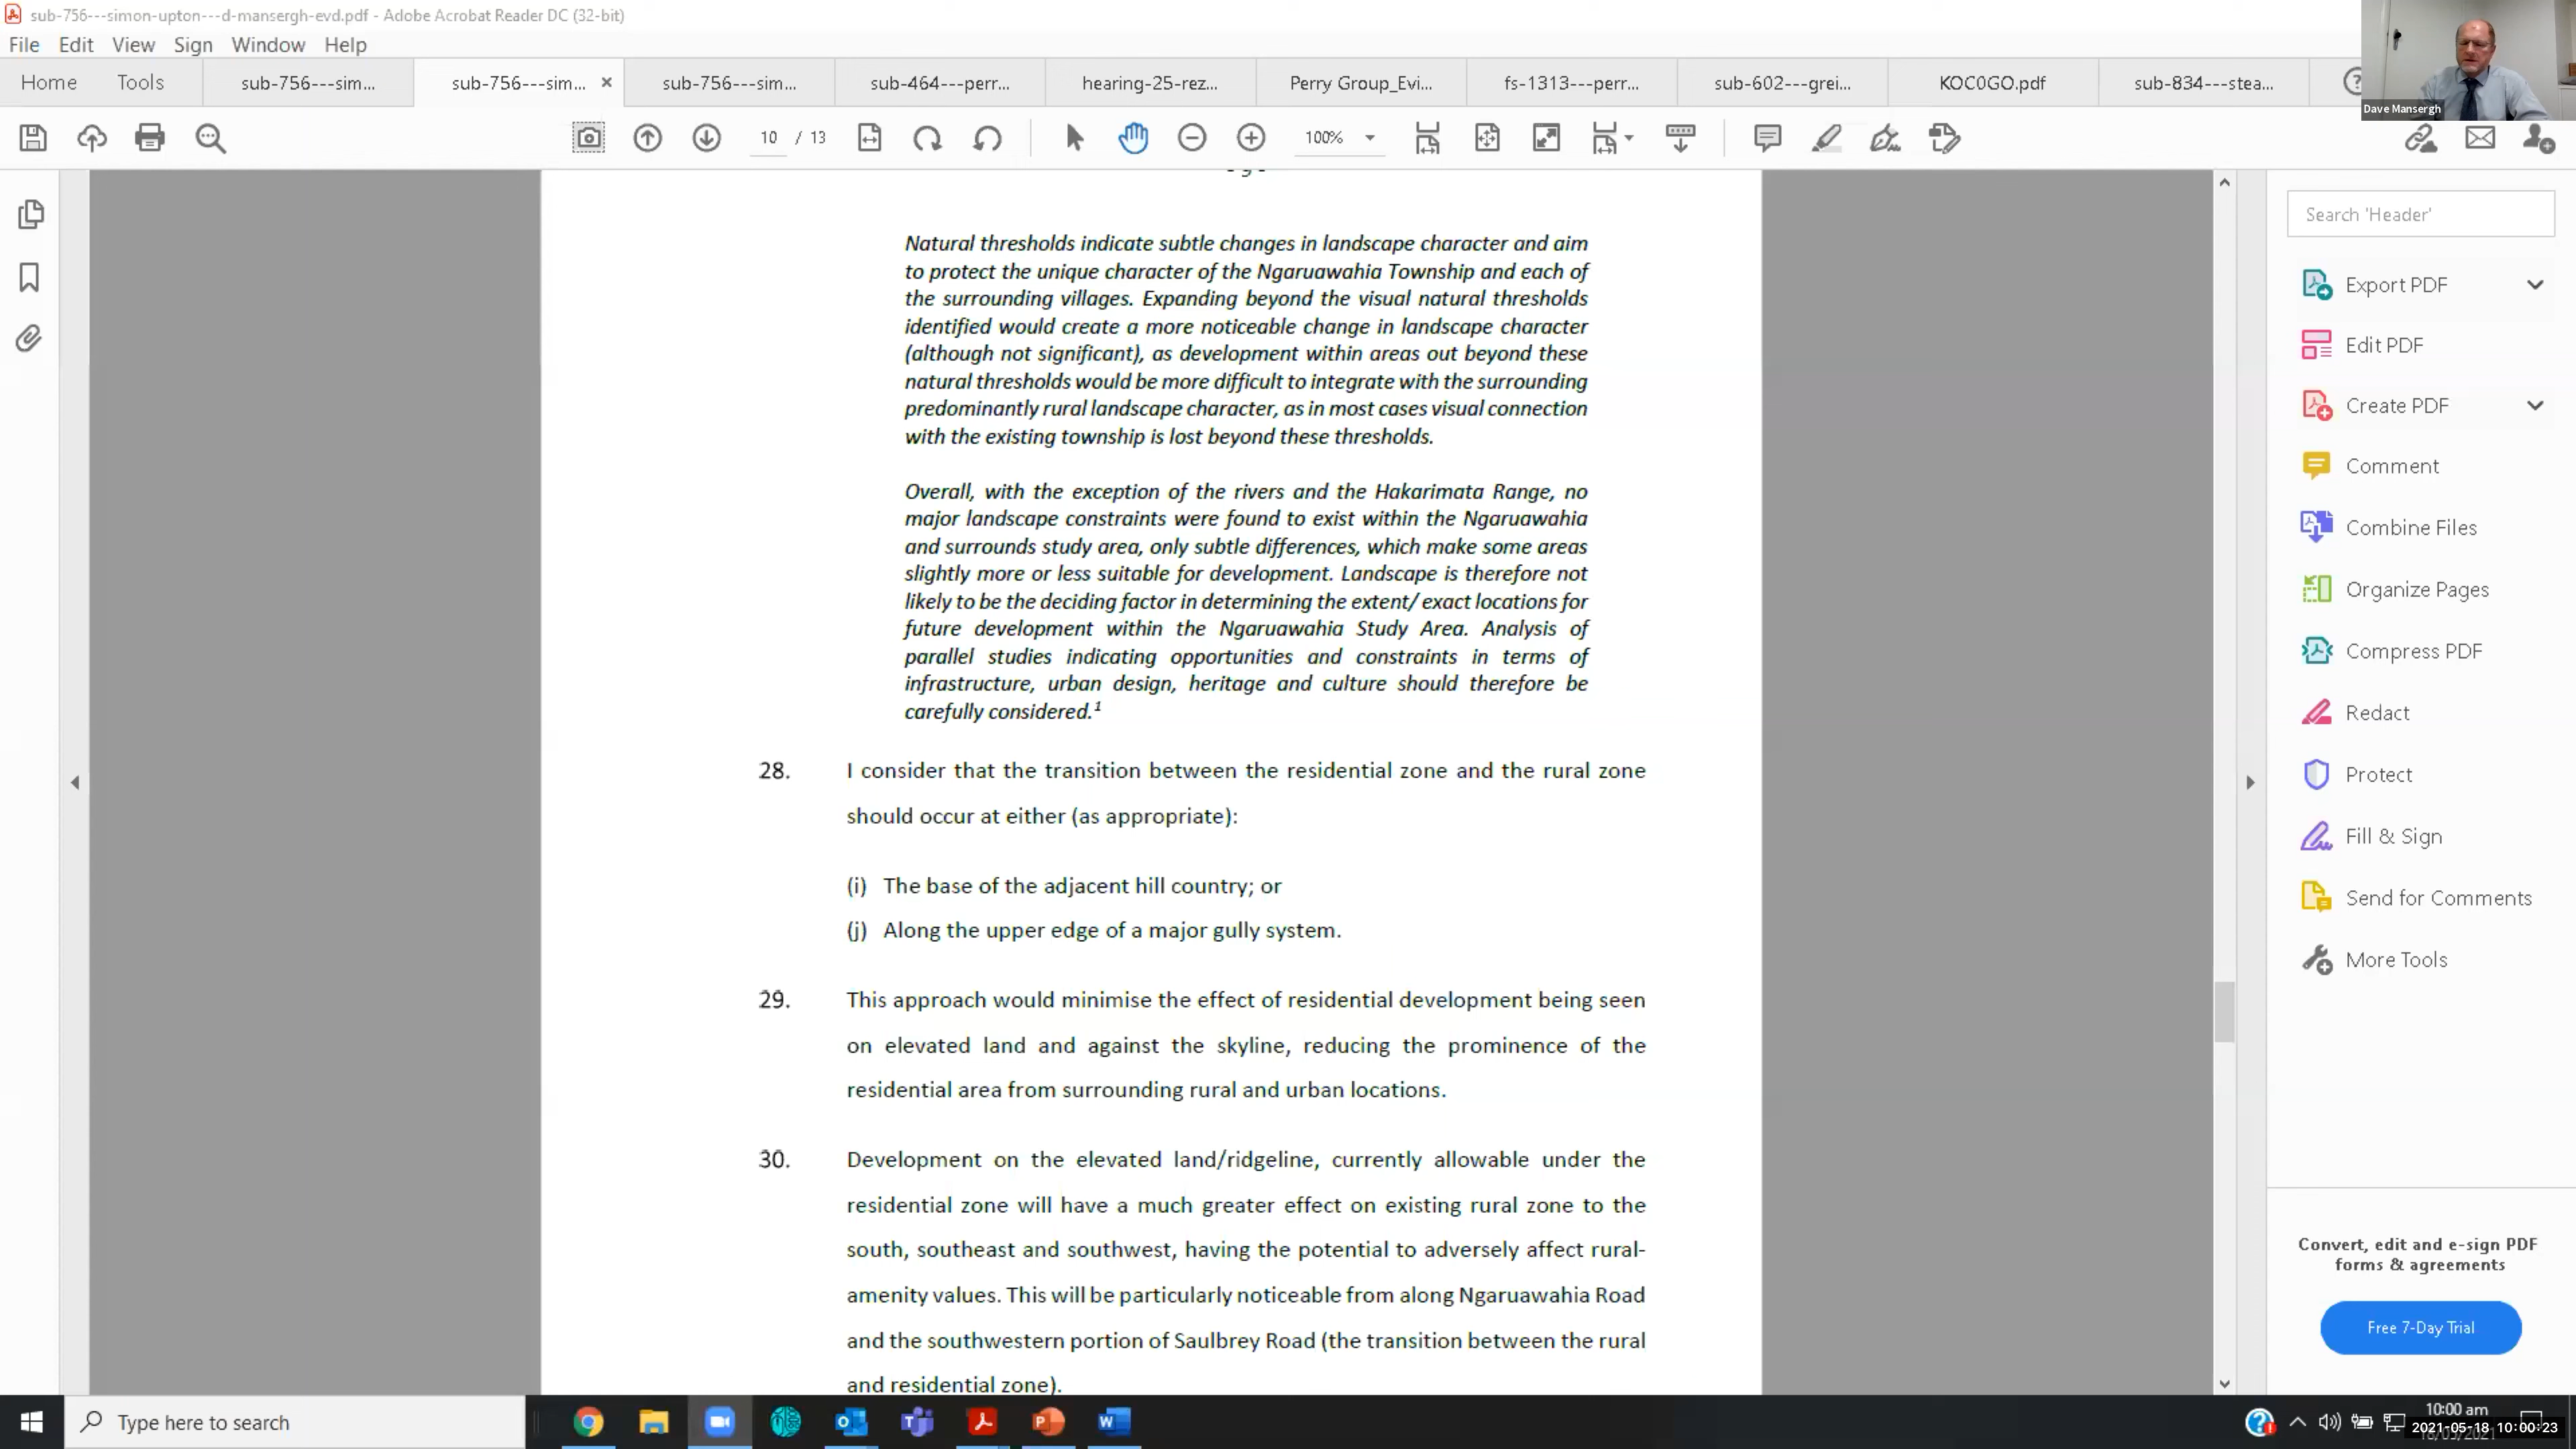 sub-756---simon-upton---d-mansergh-evd.pdf - Adobe Acrobat Reader DC (32-bit)
File Edit View Sign Window Help
Home Tools sub-756---sim... sub-756---sim... × sub-756---sim... sub-464---perr... hearing-25-rez... Perry Group_Evi... fs-1313---perr... sub-602---grei... KOC0GO.pdf sub-834---stea...
Dave Mansergh
10 / 13 100%
Natural thresholds indicate subtle changes in landscape character and aim
to protect the unique character of the Ngaruawahia Township and each of
the surrounding villages. Expanding beyond the visual natural thresholds
identified would create a more noticeable change in landscape character
(although not significant), as development within areas out beyond these
natural thresholds would be more difficult to integrate with the surrounding
predominantly rural landscape character, as in most cases visual connection
with the existing township is lost beyond these thresholds.
Overall, with the exception of the rivers and the Hakarimata Range, no
major landscape constraints were found to exist within the Ngaruawahia
and surrounds study area, only subtle differences, which make some areas
slightly more or less suitable for development. Landscape is therefore not
likely to be the deciding factor in determining the extent/ exact locations for
future development within the Ngaruawahia Study Area. Analysis of
parallel studies indicating opportunities and constraints in terms of
infrastructure, urban design, heritage and culture should therefore be
carefully considered.1
28. I consider that the transition between the residential zone and the rural zone
should occur at either (as appropriate):
(i) The base of the adjacent hill country; or
(j) Along the upper edge of a major gully system.
29. This approach would minimise the effect of residential development being seen
on elevated land and against the skyline, reducing the prominence of the
residential area from surrounding rural and urban locations.
30. Development on the elevated land/ridgeline, currently allowable under the
residential zone will have a much greater effect on existing rural zone to the
south, southeast and southwest, having the potential to adversely affect rural-
amenity values. This will be particularly noticeable from along Ngaruawahia Road
and the southwestern portion of Saulbrey Road (the transition between the rural
and residential zone).
Search 'Header'
Export PDF
Edit PDF
Create PDF
Comment
Combine Files
Organize Pages
Compress PDF
Redact
Protect
Fill & Sign
Send for Comments
More Tools
Convert, edit and e-sign PDF
forms & agreements
Free 7-Day Trial
Type here to search
10:00 am
2021-05-18 10:00:23